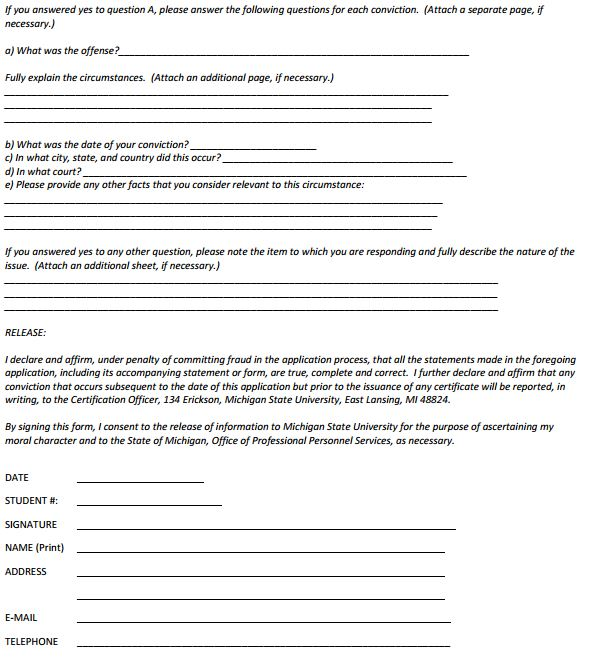 If you answered yes to question A, please answer the following questions for each conviction. (Attach a separate page, if
necessary.)
a) What was the offense?
Fully explain the circumstances. (Attach an additional page, if necessary.)
b) What was the date of your conviction?
c) In what city, state, and country did this occur?
d) In what court?
e) Please provide any other facts that you consider relevant to this circumstance:
If you answered yes to any other question, please note the item to which you are responding and fully describe the nature of the
issue. (Attach an additional sheet, if necessary.)
RELEASE:
I declare and affirm, under penalty of committing fraud in the application process, that all the statements made in the foregoing
application, including its accompanying statement or form, are true, complete and correct. I further declare and affirm that any
conviction that occurs subsequent to the date of this application but prior to the issuance of any certificate will be reported, in
writing, to the Certification Officer, 134 Erickson, Michigan State University, East Lansing, MI 48824.
By signing this form, I consent to the release of information to Michigan State University for the purpose of ascertaining my
moral character and to the State of Michigan, Office of Professional Personnel Services, as necessary.
DATE
STUDENT #:
SIGNATURE
NAME (Print)
ADDRESS
E-MAIL
TELEPHONE